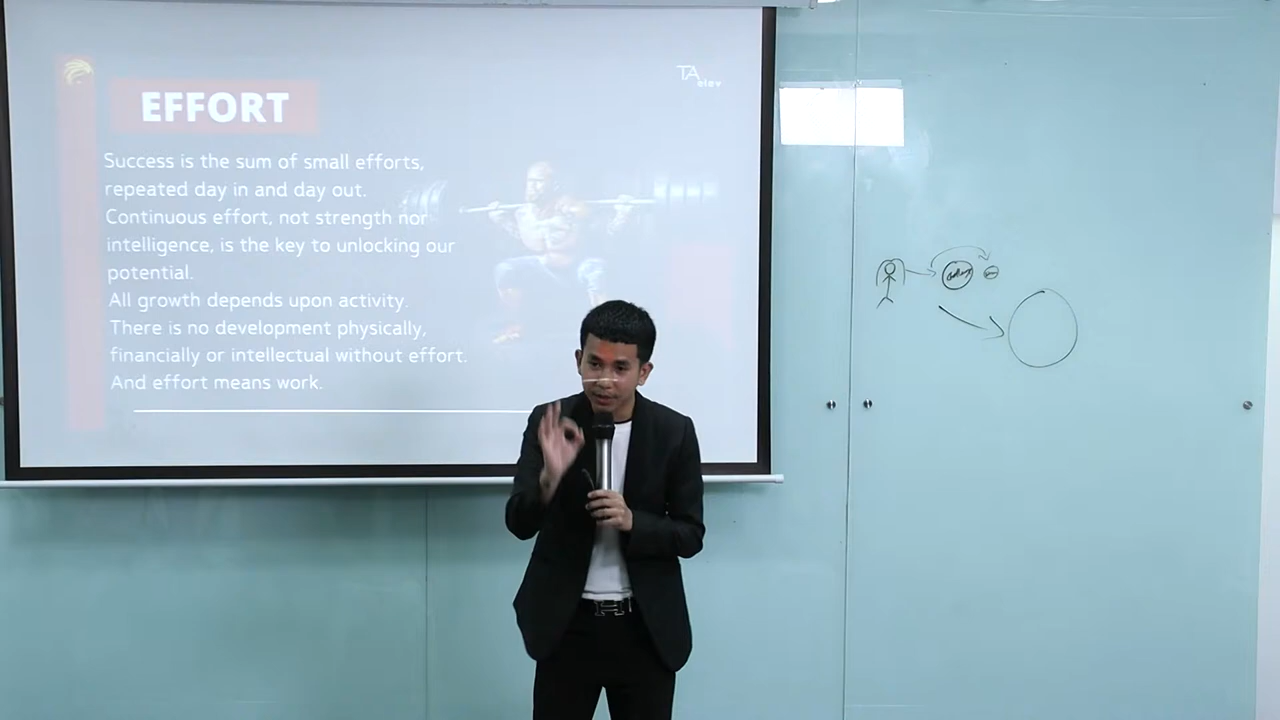 TA
elev
EFFORT
Success is the sum of small efforts,
repeated day in and day out.
Continuous effort, not strength nor
intelligence, is the key to unlocking our
potential.
All growth depends upon activity.
There is no development physically,
financially or intellectual without effort.
And effort means work.